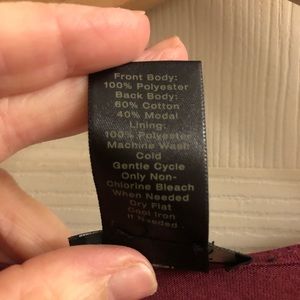 Front Body:
100% Polyester
Back Body:
60% Cotton
40% Modal
Lining:
100% Polyester
Machine Wash
Cold
Gentle Cycle
Only Non-
Chlorine Bleach
When Needed
Dry Flat
Cool Iron
If Needed